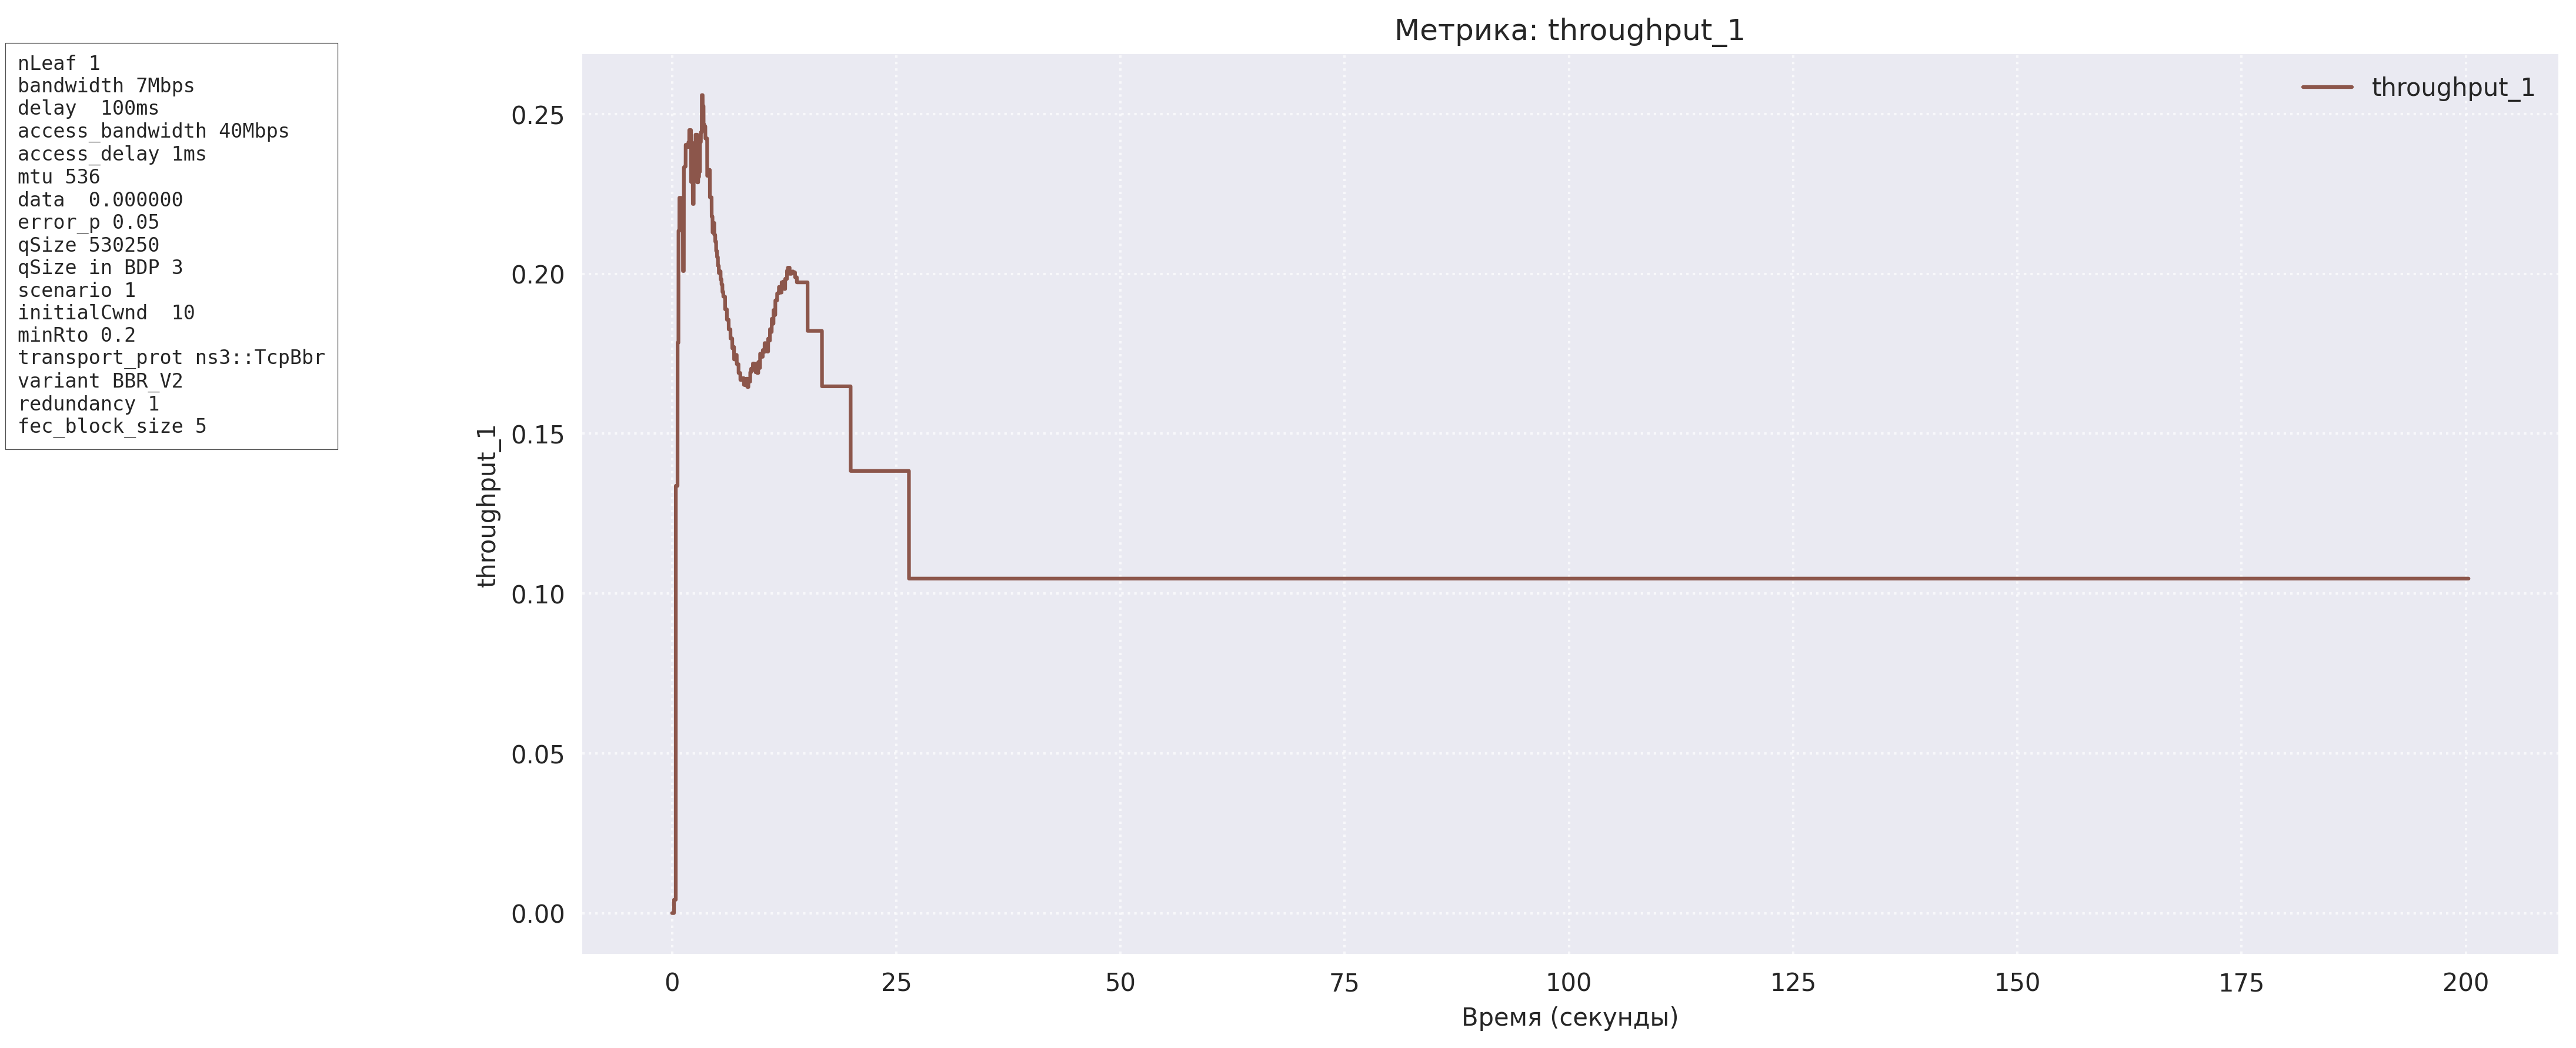 Метрика: throughput_1
nLeaf 1
bandwidth 7Mbps
delay  100ms
access_bandwidth 40Mbps
access_delay 1ms
mtu 536
data  0.000000
error_p 0.05
qSize 530250
qSize in BDP 3
scenario 1
initialCwnd  10
minRto 0.2
transport_prot ns3::TcpBbr
variant BBR_V2
redundancy 1
fec_block_size 5
throughput_1
throughput_1
0.25
0.20
0.15
0.10
0.05
0.00
0 25 50 75 100 125 150 175 200
Время (секунды)